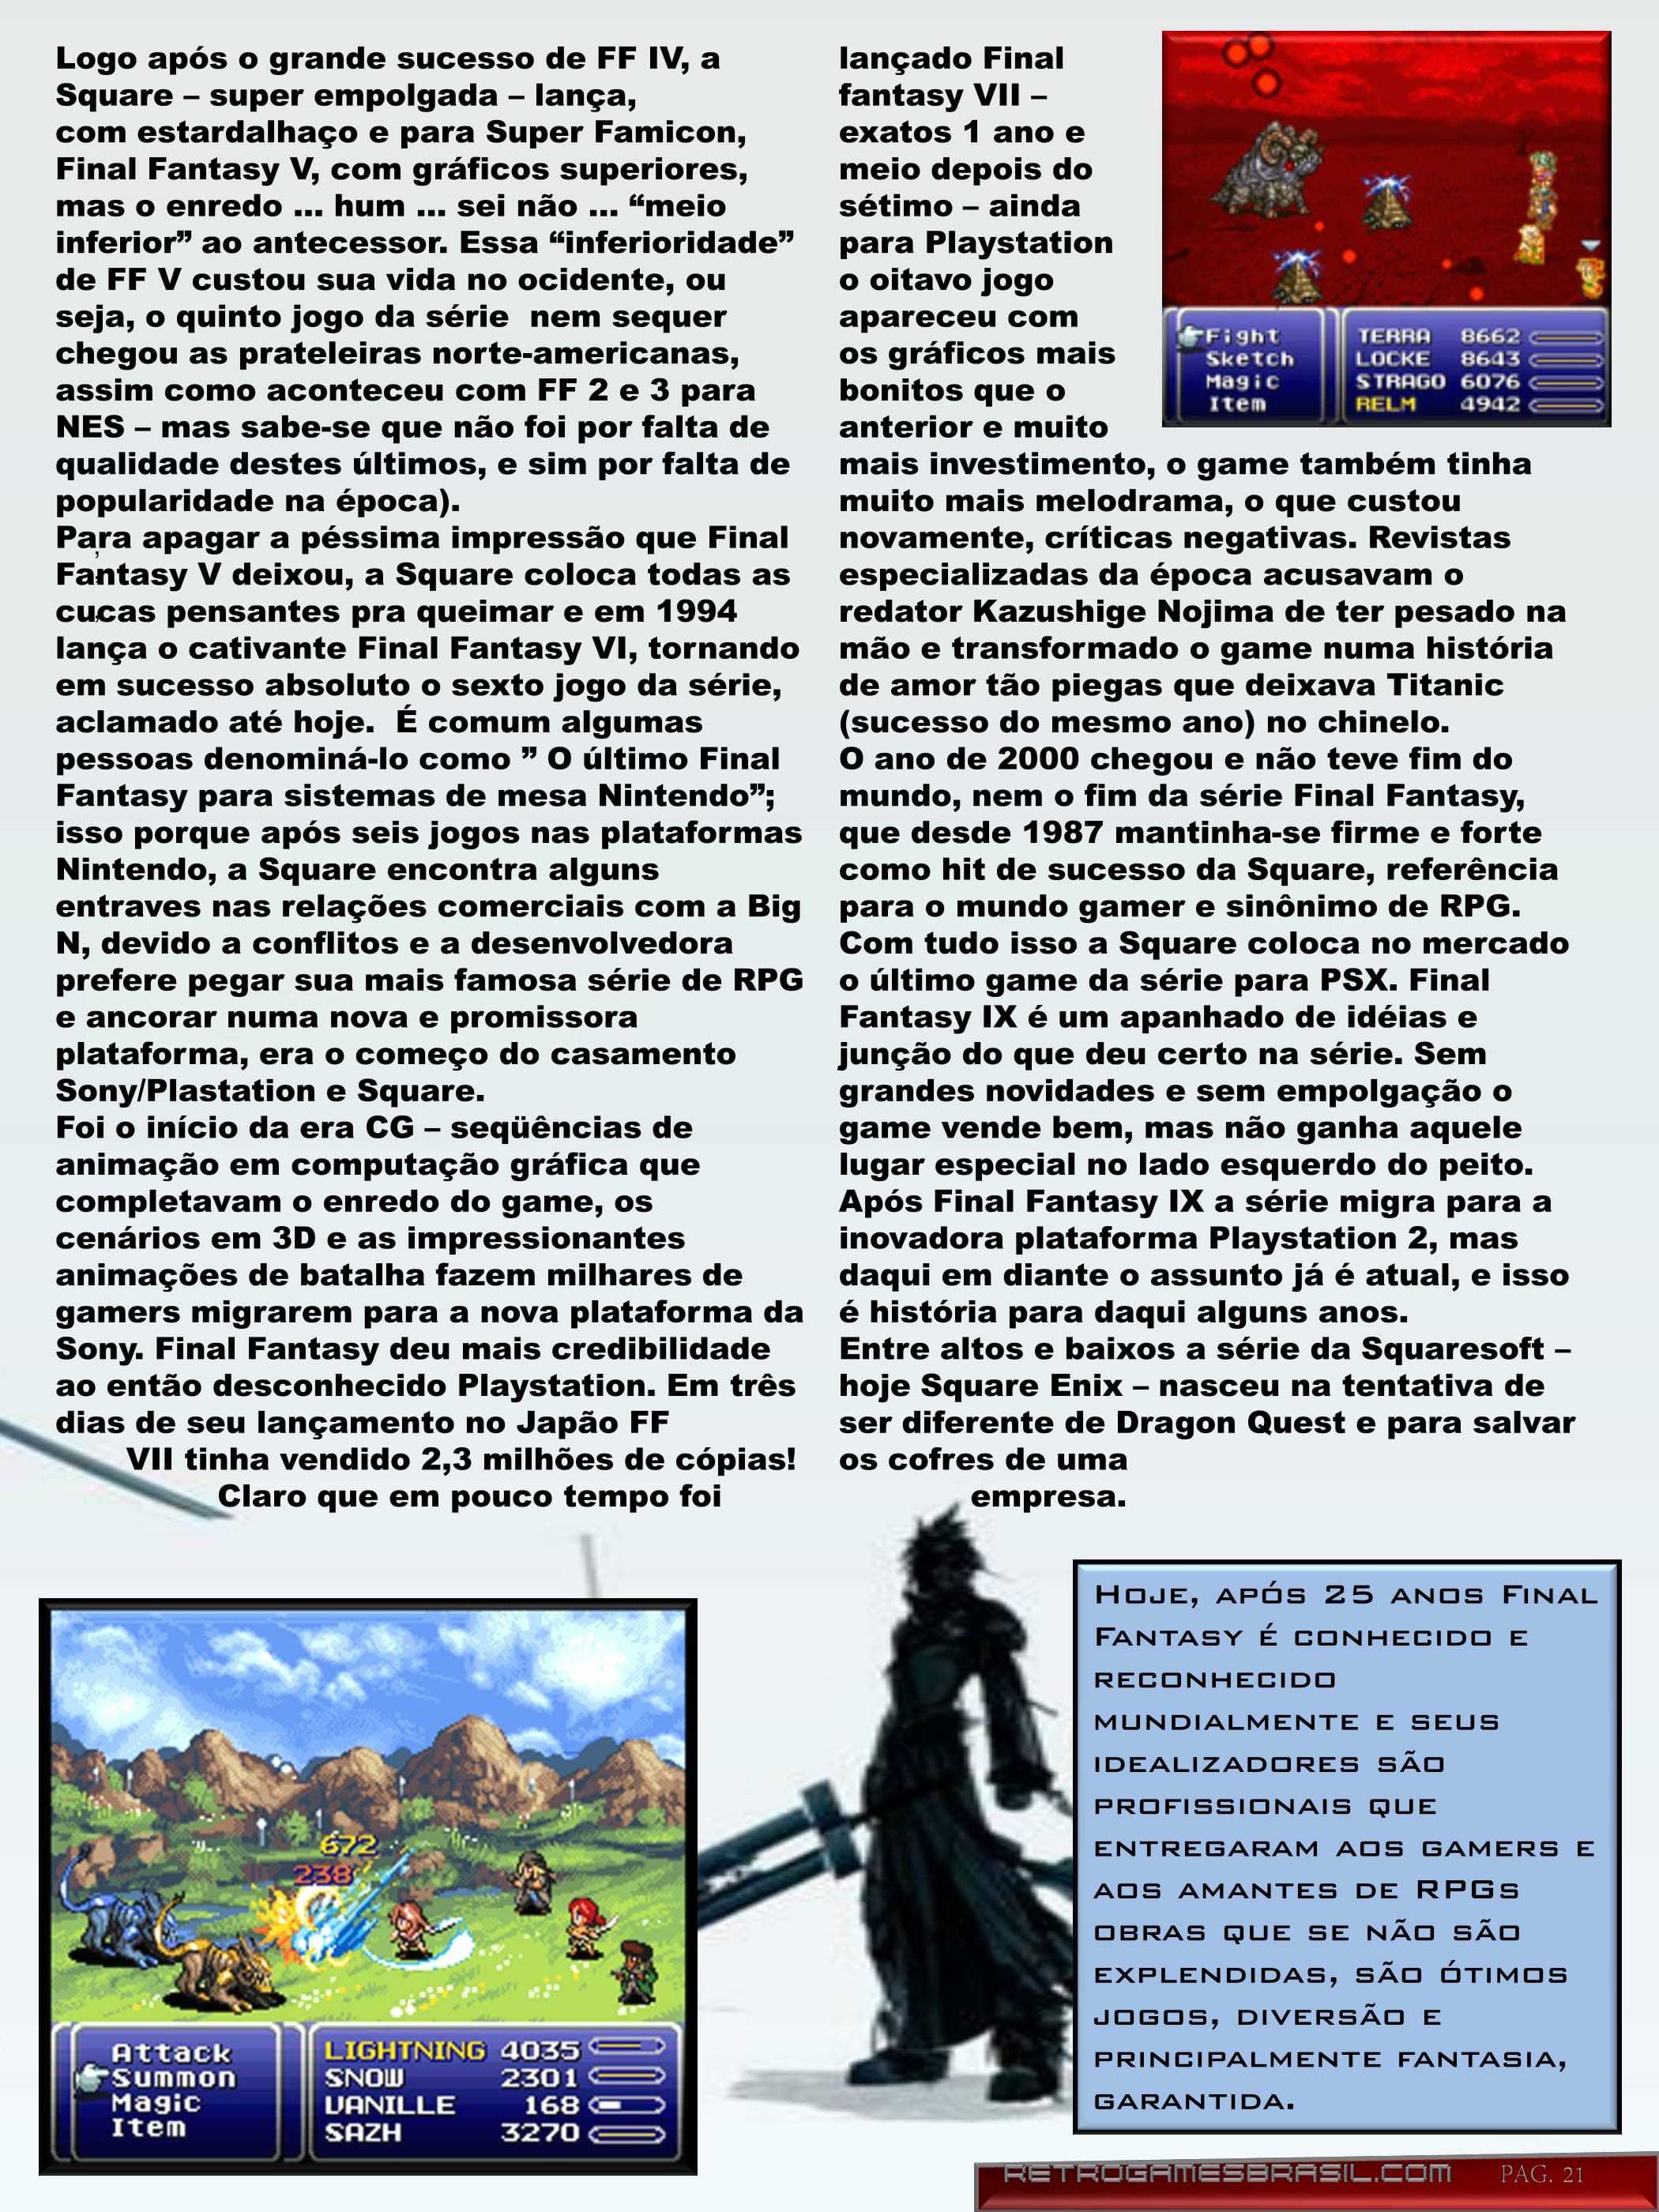 Logo após o grande sucesso de FF IV, a
Square – super empolgada – lança,
com estardalhaço e para Super Famicon,
Final Fantasy V, com gráficos superiores,
mas o enredo ... hum ... sei não ... “meio
inferior” ao antecessor. Essa “inferioridade”
de FF V custou sua vida no ocidente, ou
seja, o quinto jogo da série  nem sequer
chegou as prateleiras norte-americanas,
assim como aconteceu com FF 2 e 3 para
NES – mas sabe-se que não foi por falta de
qualidade destes últimos, e sim por falta de
popularidade na época).
Para apagar a péssima impressão que Final
Fantasy V deixou, a Square coloca todas as
cucas pensantes pra queimar e em 1994
lança o cativante Final Fantasy VI, tornando
em sucesso absoluto o sexto jogo da série,
aclamado até hoje.  É comum algumas
pessoas denominá-lo como ” O último Final
Fantasy para sistemas de mesa Nintendo”;
isso porque após seis jogos nas plataformas
Nintendo, a Square encontra alguns
entraves nas relações comerciais com a Big
N, devido a conflitos e a desenvolvedora
prefere pegar sua mais famosa série de RPG
e ancorar numa nova e promissora
plataforma, era o começo do casamento
Sony/Plastation e Square.
Foi o início da era CG – seqüências de
animação em computação gráfica que
completavam o enredo do game, os
cenários em 3D e as impressionantes
animações de batalha fazem milhares de
gamers migrarem para a nova plataforma da
Sony. Final Fantasy deu mais credibilidade
ao então desconhecido Playstation. Em três
dias de seu lançamento no Japão FF
VII tinha vendido 2,3 milhões de cópias!
Claro que em pouco tempo foi
lançado Final
fantasy VII –
exatos 1 ano e
meio depois do
sétimo – ainda
para Playstation
o oitavo jogo
apareceu com
os gráficos mais
bonitos que o
anterior e muito
mais investimento, o game também tinha
muito mais melodrama, o que custou
novamente, críticas negativas. Revistas
especializadas da época acusavam o
redator Kazushige Nojima de ter pesado na
mão e transformado o game numa história
de amor tão piegas que deixava Titanic
(sucesso do mesmo ano) no chinelo.
O ano de 2000 chegou e não teve fim do
mundo, nem o fim da série Final Fantasy,
que desde 1987 mantinha-se firme e forte
como hit de sucesso da Square, referência
para o mundo gamer e sinônimo de RPG.
Com tudo isso a Square coloca no mercado
o último game da série para PSX. Final
Fantasy IX é um apanhado de idéias e
junção do que deu certo na série. Sem
grandes novidades e sem empolgação o
game vende bem, mas não ganha aquele
lugar especial no lado esquerdo do peito.
Após Final Fantasy IX a série migra para a
inovadora plataforma Playstation 2, mas
daqui em diante o assunto já é atual, e isso
é história para daqui alguns anos.
Entre altos e baixos a série da Squaresoft –
hoje Square Enix – nasceu na tentativa de
ser diferente de Dragon Quest e para salvar
os cofres de uma
empresa.
Fight TERRA 8662
Sketch LOCKE 8643
Magic STRAGO 6076
Item RELM 4942
672
238
Attack LIGHTNING 4035
Summon SNOW 2301
Magic VANILLE 168
Item SAZH 3270
Hoje, após 25 anos Final
Fantasy é conhecido e
reconhecido
mundialmente e seus
idealizadores são
profissionais que
entregaram aos gamers e
aos amantes de RPGs
obras que se não são
explendidas, são ótimos
jogos, diversão e
principalmente fantasia,
garantida.
RETROGAMESBRASIL.COM PAG. 21